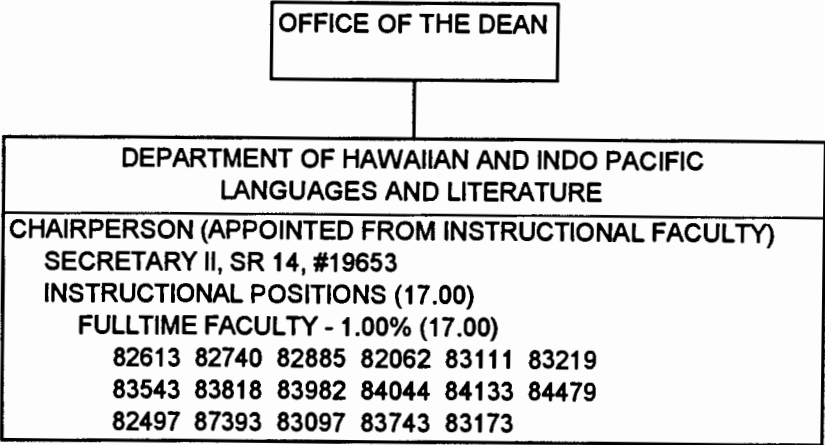 OFFICE OF THE DEAN
DEPARTMENT OF HAWAIIAN AND INDO PACIFIC
LANGUAGES AND LITERATURE
CHAIRPERSON (APPOINTED FROM INSTRUCTIONAL FACULTY)
SECRETARY II, SR 14, #19653
INSTRUCTIONAL POSITIONS (17.00)
FULLTIME FACULTY - 1.00% (17.00)
82613 82740 82885 82062 83111 83219
83543 83818 83982 84044 84133 84479
82497 87393 83097 83743 83173